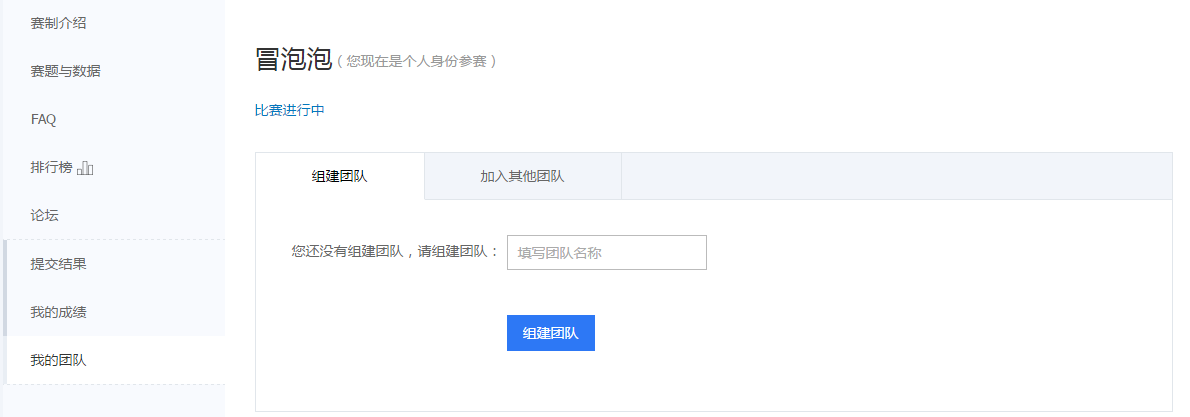 赛制介绍
赛题与数据
FAQ
排行榜
论坛
提交结果
我的成绩
我的团队
冒泡泡（您现在是个人身份参赛）
比赛进行中
组建团队 加入其他团队
您还没有组建团队，请组建团队： 填写团队名称
组建团队